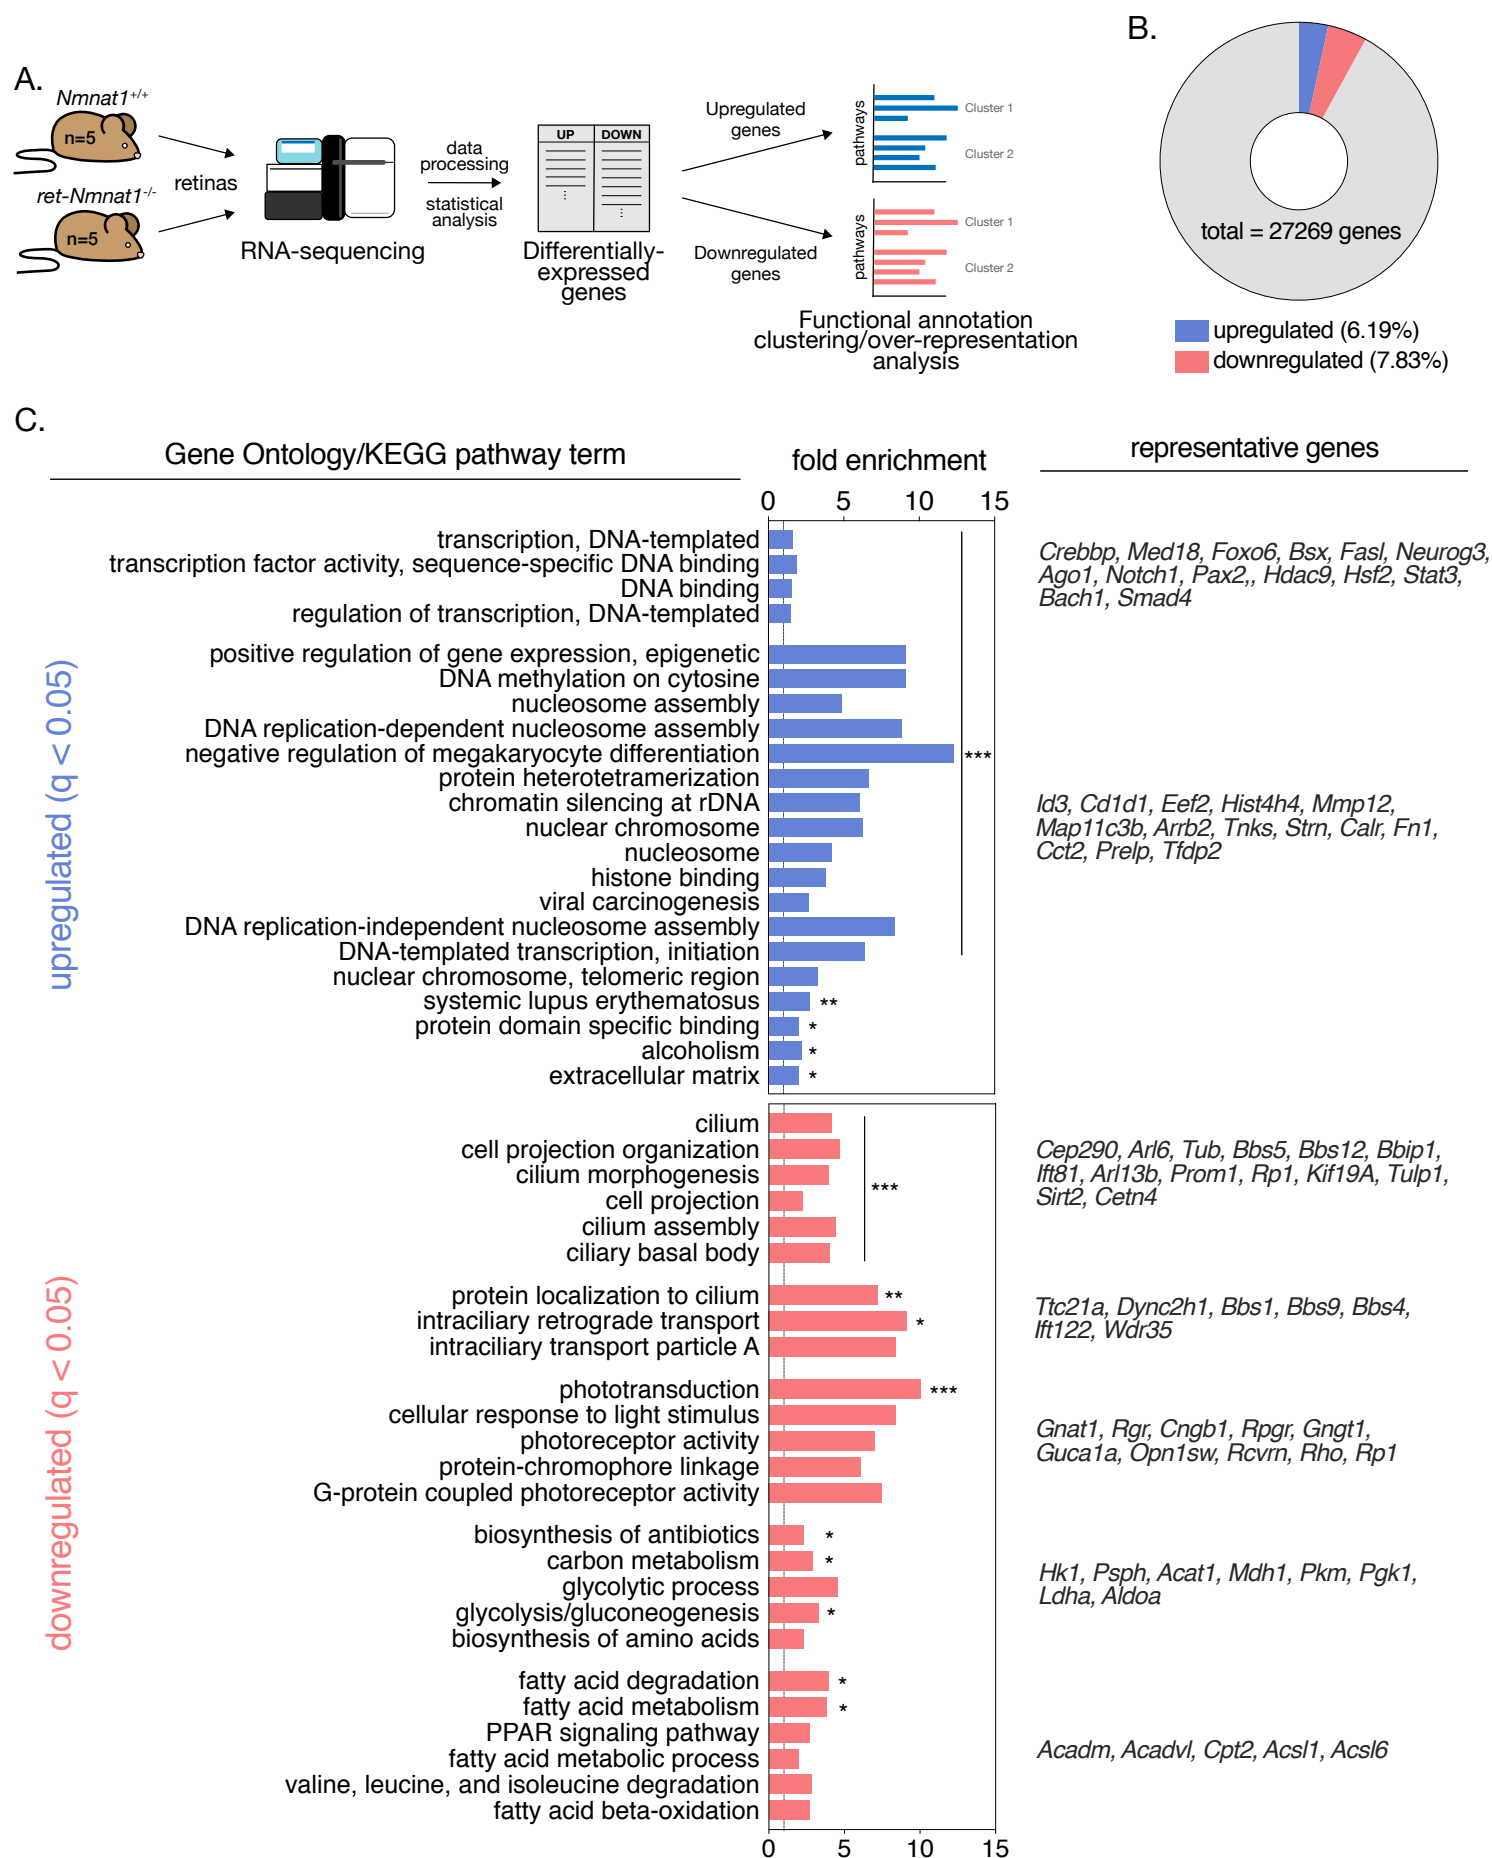 A.
Nmnat1+/+
n=5
ret-Nmnat1-/-
n=5
retinas
RNA-sequencing
data
processing
statistical
analysis
UP DOWN
Differentially-
expressed
genes
Upregulated
genes
Downregulated
genes
pathways
Cluster 1
Cluster 2
pathways
Cluster 1
Cluster 2
Functional annotation
clustering/over-representation
analysis
B.
total = 27269 genes
upregulated (6.19%)
downregulated (7.83%)
C.
Gene Ontology/KEGG pathway term
fold enrichment
representative genes
0 5 10 15
upregulated (q < 0.05)
transcription, DNA-templated
transcription factor activity, sequence-specific DNA binding
DNA binding
regulation of transcription, DNA-templated
Crebbp, Med18, Foxo6, Bsx, Fasl, Neurog3,
Ago1, Notch1, Pax2,, Hdac9, Hsf2, Stat3,
Bach1, Smad4
positive regulation of gene expression, epigenetic
DNA methylation on cytosine
nucleosome assembly
DNA replication-dependent nucleosome assembly
negative regulation of megakaryocyte differentiation
***
protein heterotetramerization
chromatin silencing at rDNA
nuclear chromosome
nucleosome
histone binding
viral carcinogenesis
DNA replication-independent nucleosome assembly
DNA-templated transcription, initiation
nuclear chromosome, telomeric region
systemic lupus erythematosus **
protein domain specific binding *
alcoholism *
extracellular matrix *
Id3, Cd1d1, Eef2, Hist4h4, Mmp12,
Map11c3b, Arrb2, Tnks, Strn, Calr, Fn1,
Cct2, Prelp, Tfdp2
downregulated (q < 0.05)
cilium
cell projection organization
cilium morphogenesis
cell projection
cilium assembly
ciliary basal body
***
Cep290, Arl6, Tub, Bbs5, Bbs12, Bbip1,
Ift81, Arl13b, Prom1, Rp1, Kif19A, Tulp1,
Sirt2, Cetn4
protein localization to cilium **
intraciliary retrograde transport *
intraciliary transport particle A
Ttc21a, Dync2h1, Bbs1, Bbs9, Bbs4,
Ift122, Wdr35
phototransduction ***
cellular response to light stimulus
photoreceptor activity
protein-chromophore linkage
G-protein coupled photoreceptor activity
Gnat1, Rgr, Cngb1, Rpgr, Gngt1,
Guca1a, Opn1sw, Rcvrn, Rho, Rp1
biosynthesis of antibiotics *
carbon metabolism *
glycolytic process
glycolysis/gluconeogenesis *
biosynthesis of amino acids
Hk1, Psph, Acat1, Mdh1, Pkm, Pgk1,
Ldha, Aldoa
fatty acid degradation *
fatty acid metabolism *
PPAR signaling pathway
fatty acid metabolic process
valine, leucine, and isoleucine degradation
fatty acid beta-oxidation
Acadm, Acadvl, Cpt2, Acsl1, Acsl6
0 5 10 15